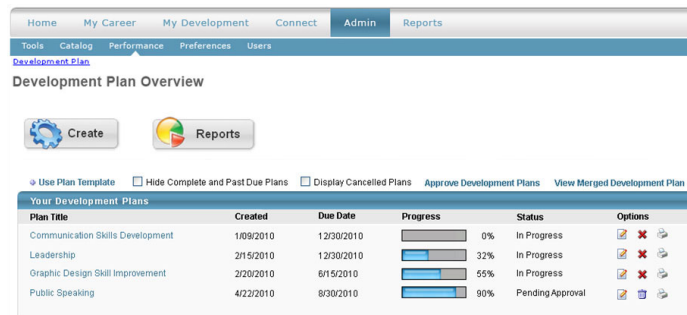 Home My Career My Development Connect Admin Reports
Tools Catalog Performance Preferences Users
Development Plan
Development Plan Overview
Create Reports
Use Plan Template Hide Complete and Past Due Plans Display Cancelled Plans Approve Development Plans View Merged Development Plan
Your Development Plans
Plan Title Created Due Date Progress Status Options
Communication Skills Development 1/09/2010 12/30/2010 0% In Progress
Leadership 2/15/2010 12/30/2010 32% In Progress
Graphic Design Skill Improvement 2/20/2010 6/15/2010 55% In Progress
Public Speaking 4/22/2010 8/30/2010 90% Pending Approval